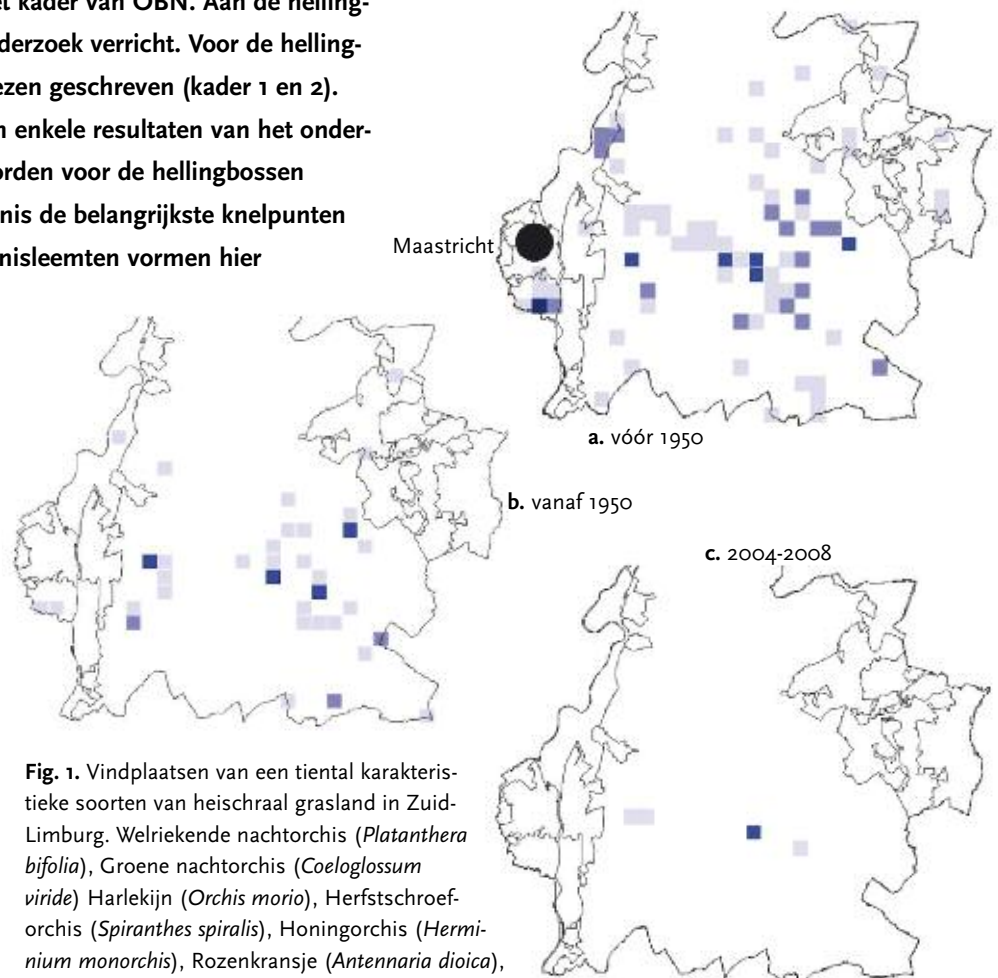 et kader van OBN. Aan de helling-
derzoek verricht. Voor de helling-
ezen geschreven (kader 1 en 2).
n enkele resultaten van het onder-
orden voor de hellingbossen
nis de belangrijkste knelpunten
nisleemten vormen hier
Maastricht
a. vóór 1950
b. vanaf 1950
c. 2004-2008
Fig. 1. Vindplaatsen van een tiental karakteris-
tieke soorten van heischraal grasland in Zuid-
Limburg. Welriekende nachtorchis (Platanthera
bifolia), Groene nachtorchis (Coeloglossum
viride) Harlekijn (Orchis morio), Herfstschroef-
orchis (Spiranthes spiralis), Honingorchis (Hermi-
nium monorchis), Rozenkransje (Antennaria dioica),